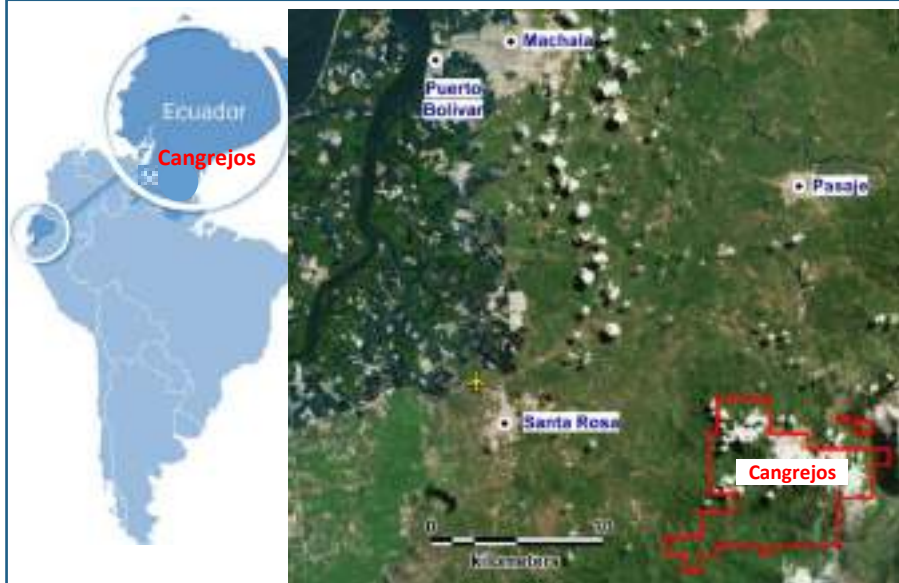 Ecuador
Cangrejos
Machala
Puerto
Bolivar
Pasaje
Santa Rosa
Cangrejos
0 10
kilometers